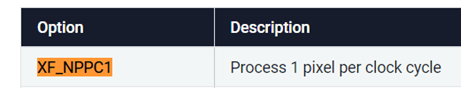 Option Description
XF_NPPC1 Process 1 pixel per clock cycle